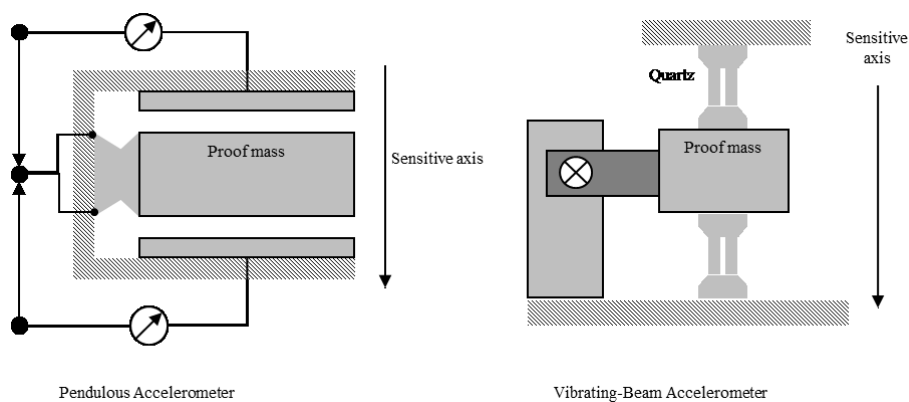 Proof mass
Sensitive axis
Pendulous Accelerometer
Quartz
Proof mass
Sensitive
axis
Vibrating-Beam Accelerometer